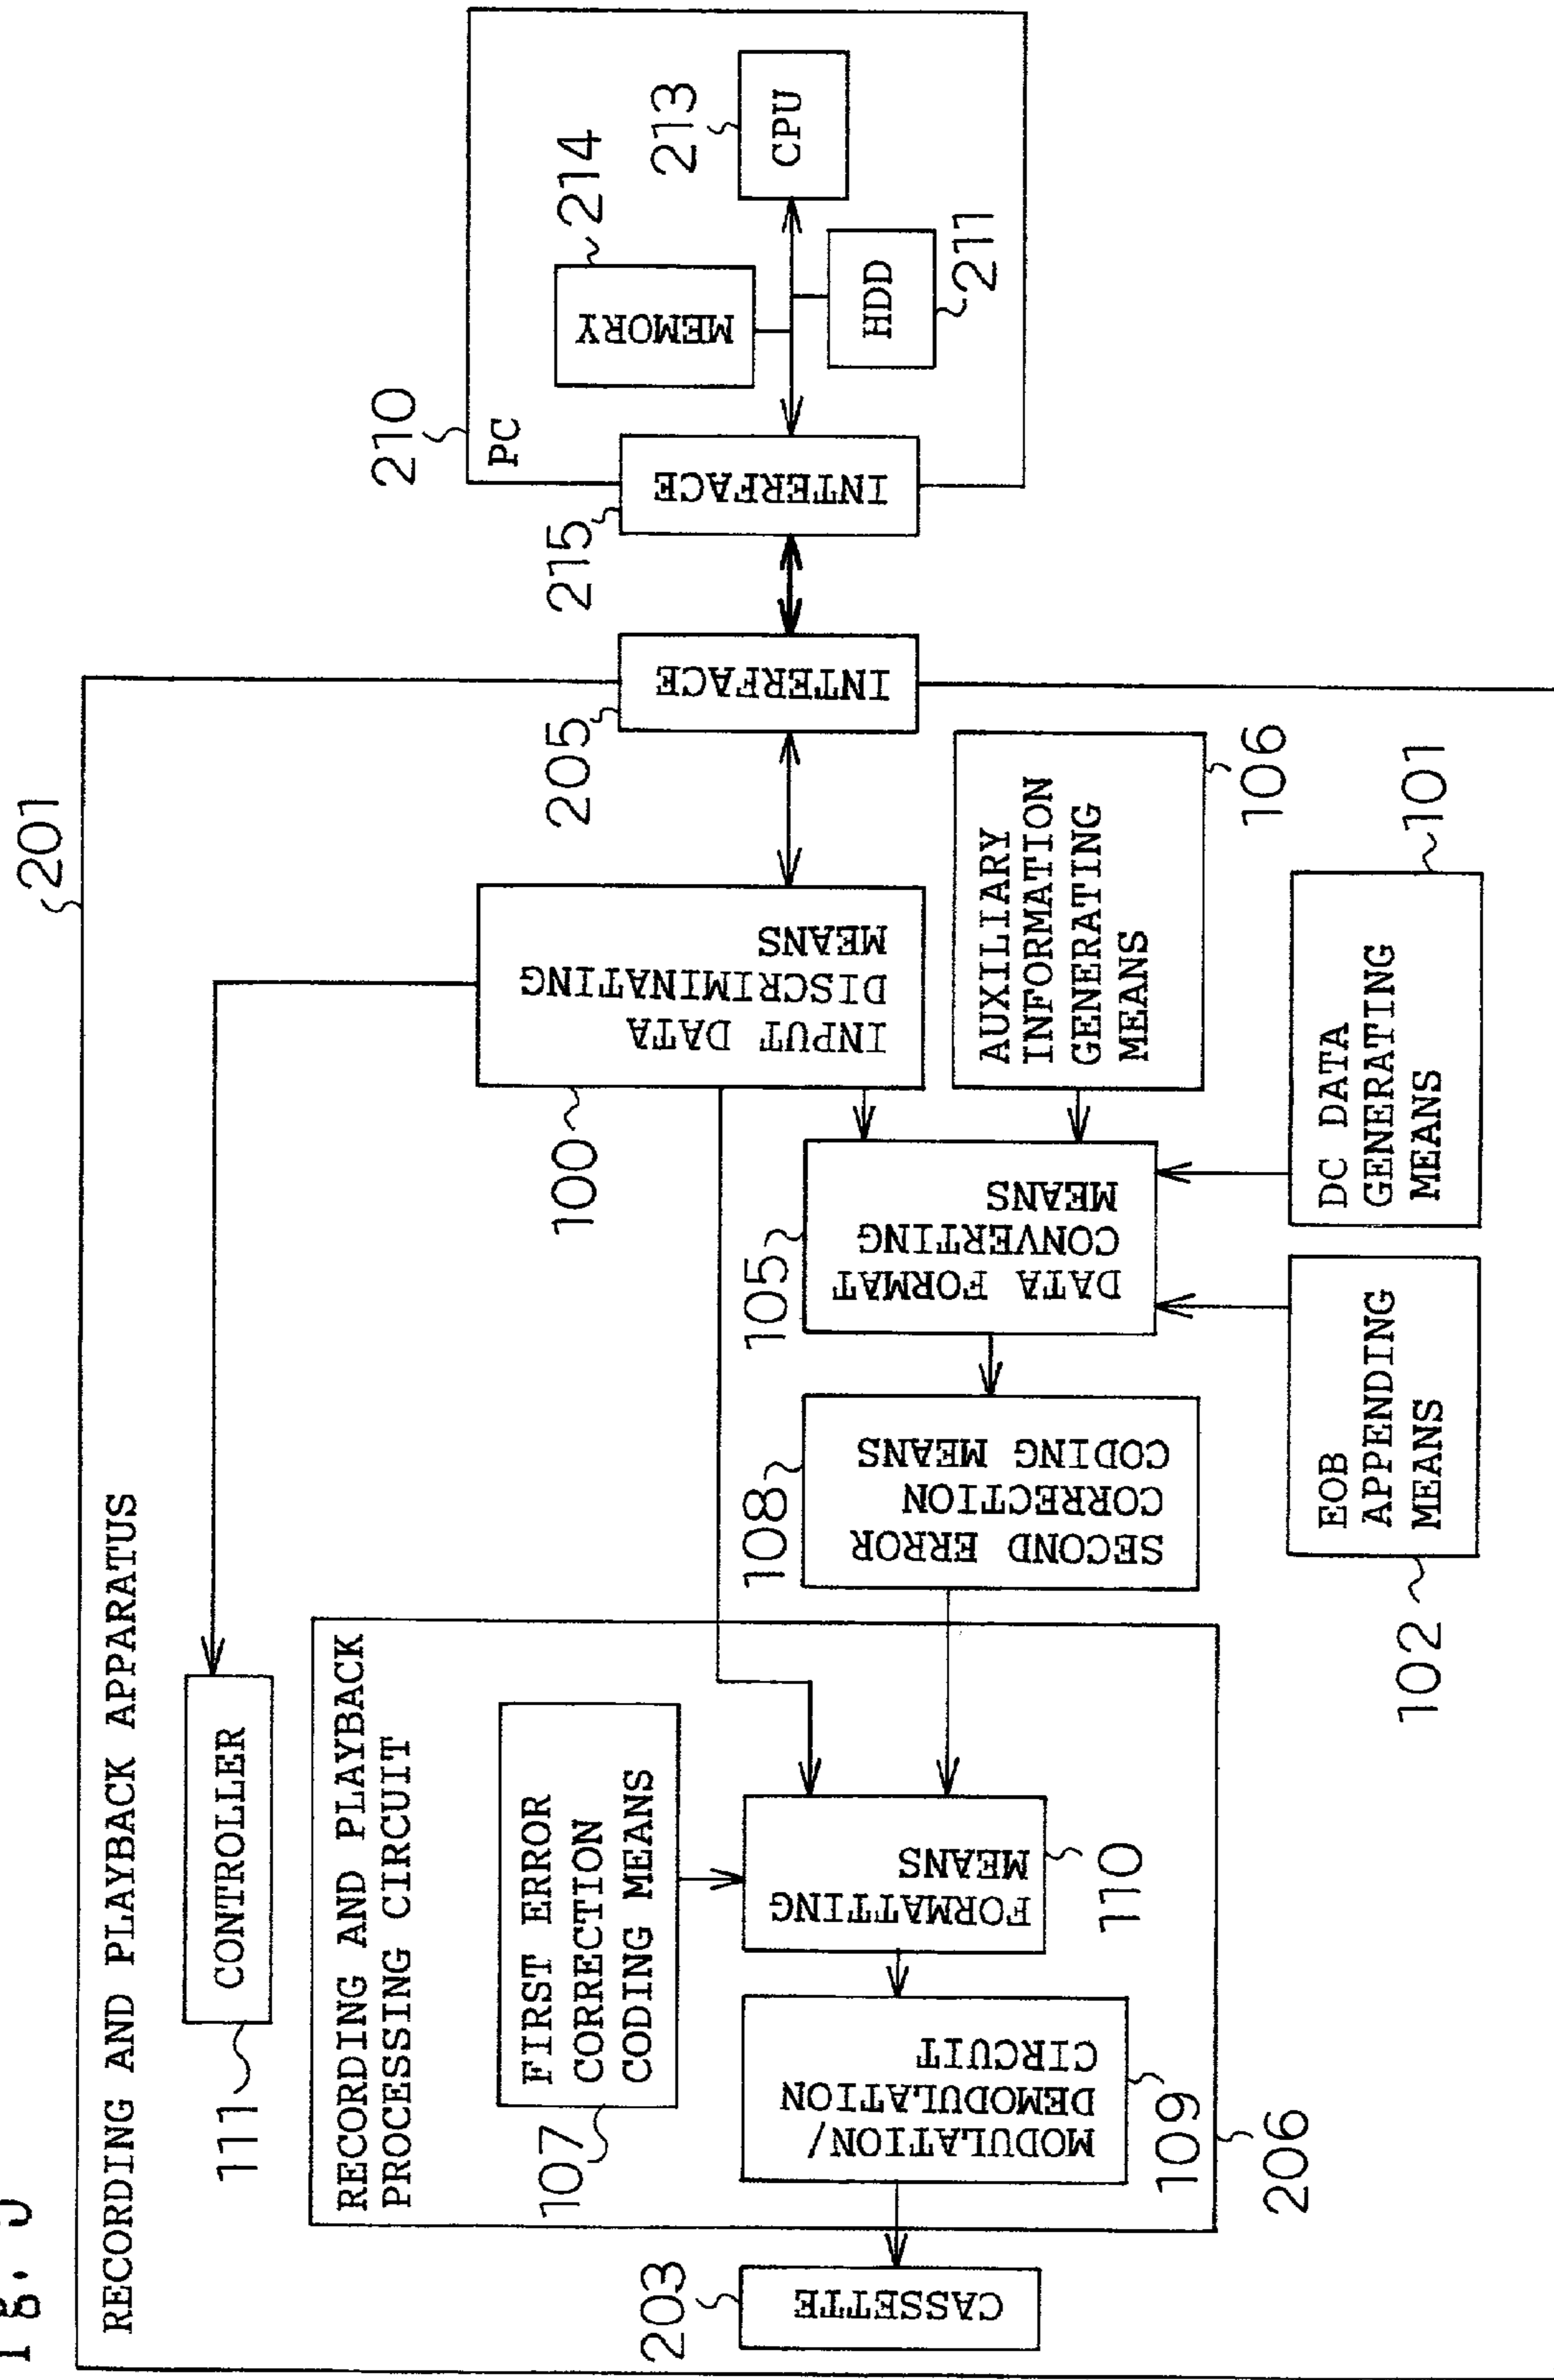 201
RECORDING AND PLAYBACK APPARATUS
111
CONTROLLER
RECORDING AND PLAYBACK
PROCESSING CIRCUIT
107
FIRST ERROR
CORRECTION
CODING MEANS
203
CASSETTE
MODULATION/
DEMODULATION
CIRCUIT
109
FORMATTING
MEANS
110
206
108
SECOND ERROR
CORRECTION
CODING MEANS
105
DATA FORMAT
CONVERTING
MEANS
100
INPUT DATA
DISCRIMINATING
MEANS
205
INTERFACE
AUXILIARY
INFORMATION
GENERATING
MEANS
106
EOB
APPENDING
MEANS
102
DC DATA
GENERATING
MEANS
101
215
INTERFACE
210
PC
MEMORY
214
213
CPU
HDD
211